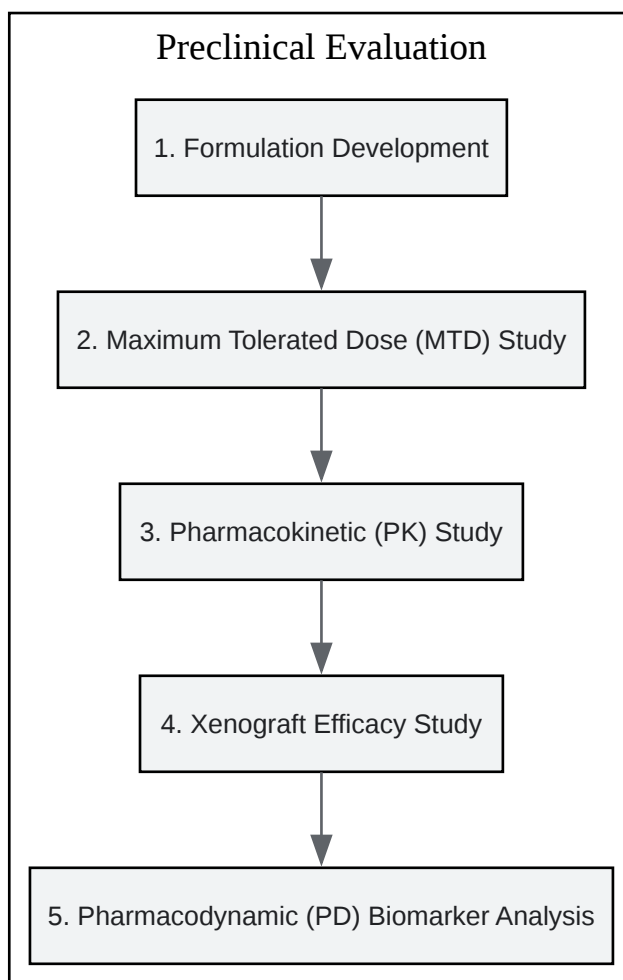 Preclinical Evaluation
1. Formulation Development
2. Maximum Tolerated Dose (MTD) Study
3. Pharmacokinetic (PK) Study
4. Xenograft Efficacy Study
5. Pharmacodynamic (PD) Biomarker Analysis